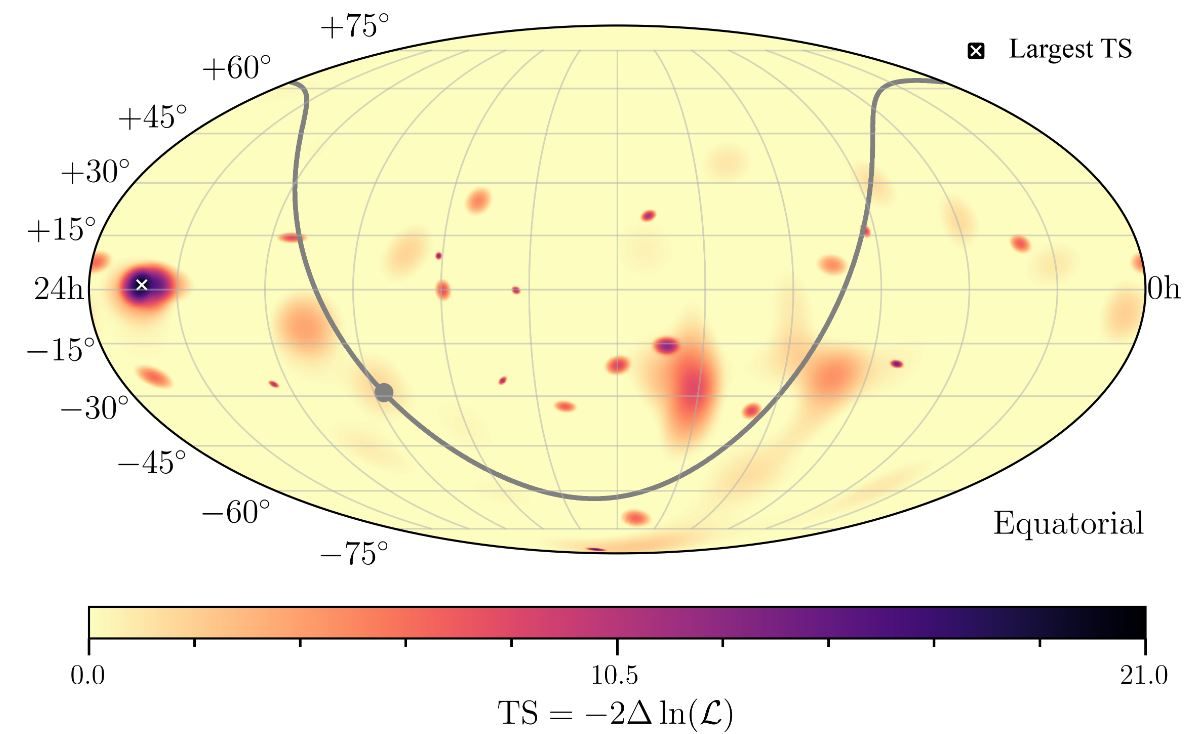 +75°
Largest TS
+60°
+45°
+30°
+15°
24h
0h
−15°
−30°
−45°
−60°
Equatorial
−75°
0.0 10.5 21.0
TS = −2Δ ln(ℒ)